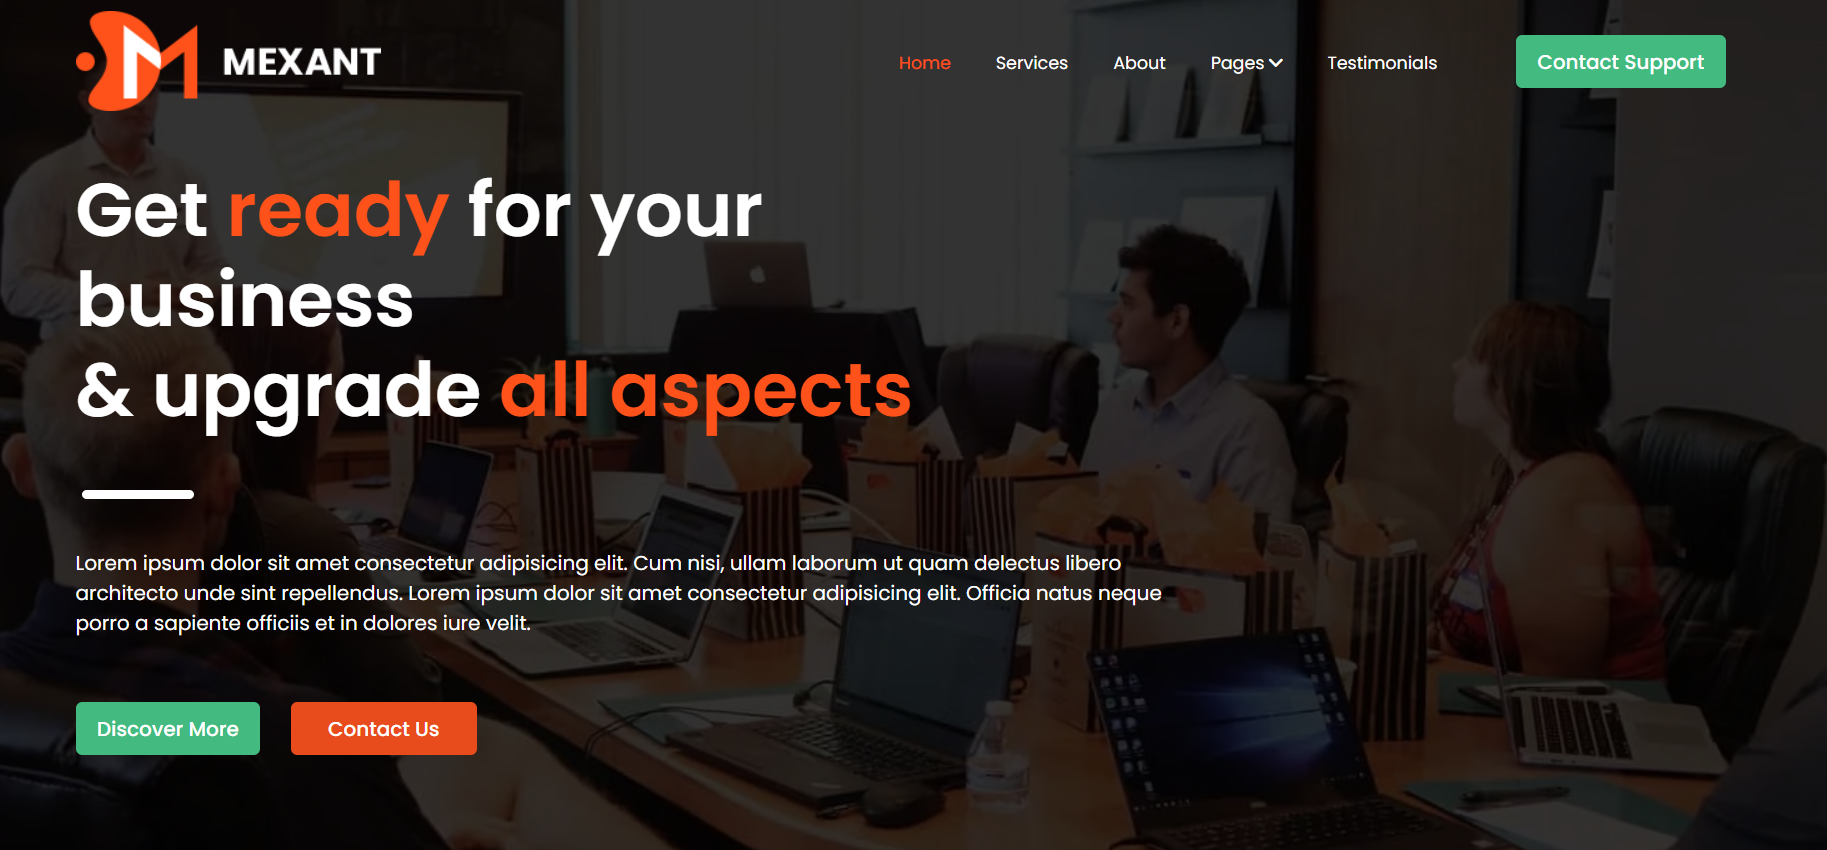 M MEXANT
Home Services About Pages Testimonials Contact Support
Get ready for your
business
& upgrade all aspects
Lorem ipsum dolor sit amet consectetur adipisicing elit. Cum nisi, ullam laborum ut quam delectus libero
architecto unde sint repellendus. Lorem ipsum dolor sit amet consectetur adipisicing elit. Officia natus neque
porro a sapiente officiis et in dolores iure velit.
Discover More Contact Us